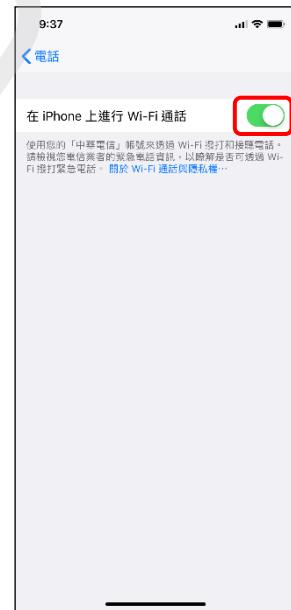 9:37
電話
在 iPhone 上進行 Wi-Fi 通話
使用您的「中華電信」帳號來透過 Wi-Fi 撥打和接聽電話。
請檢視您電信業者的緊急電話資訊，以瞭解是否可透過 Wi-
Fi 撥打緊急電話。 關於 Wi-Fi 通話與隱私權⋯